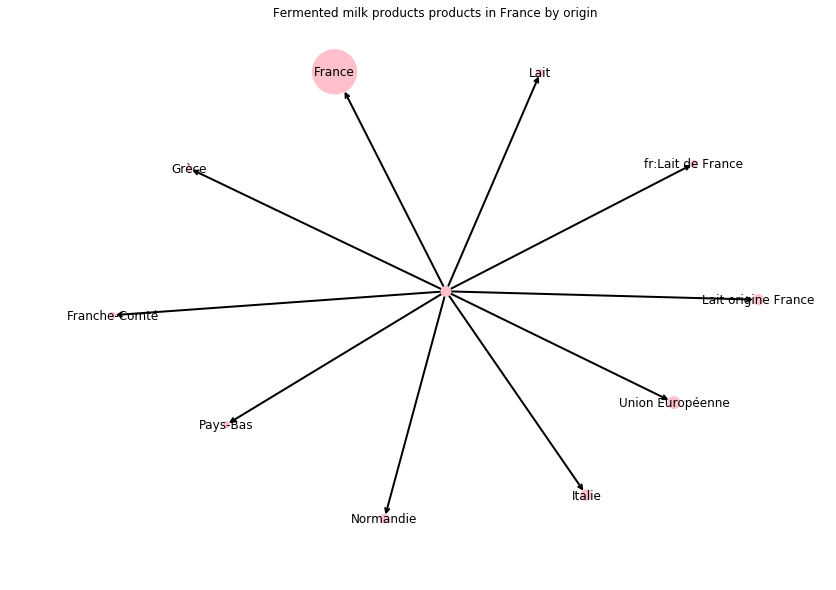 Fermented milk products products in France by origin
France
Lait
Grèce
fr:Lait de France
Lait origine France
Franche-Comté
Union Européenne
Pays-Bas
Italie
Normandie